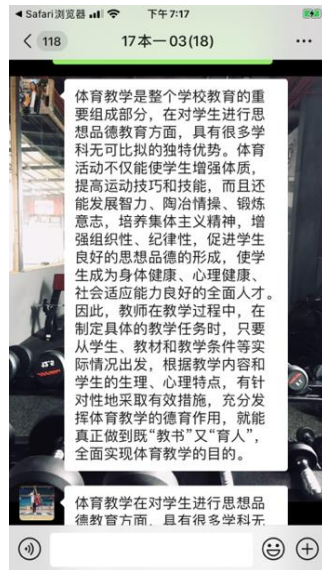 Safari浏览器
下午7:17
118
17本一03(18)
体育教学是整个学校教育的重
要组成部分，在对学生进行思
想品德教育方面，具有很多学
科无可比拟的独特优势。体育
活动不仅能使学生增强体质，
提高运动技巧和技能，而且还
能发展智力、陶冶情操、锻炼
意志，培养集体主义精神，增
强组织性、纪律性，促进学生
良好的思想品德的形成，使学
生成为身体健康、心理健康、
社会适应能力良好的全面人才。
因此，教师在教学过程中，在
制定具体的教学任务时，只要
从学生、教材和教学条件等实
际情况出发，根据教学内容和
学生的生理、心理特点，有针
对性地采取有效措施，充分发
挥体育教学的德育作用，就能
真正做到既“教书”又“育人”，
全面实现体育教学的目的。
体育教学在对学生进行思想品
德教育方面，具有很多学科无